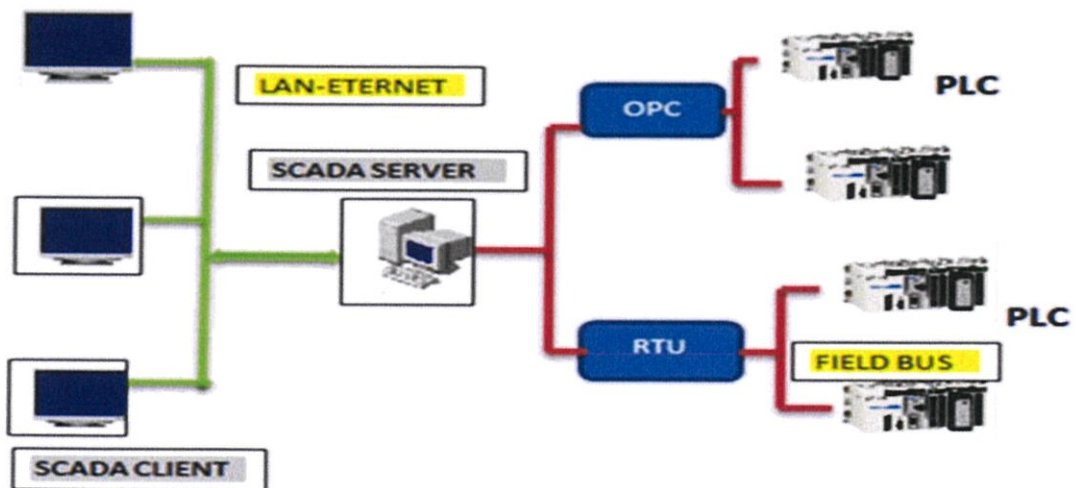 LAN-ETERNET
OPC
PLC
SCADA SERVER
RTU
PLC
FIELD BUS
SCADA CLIENT